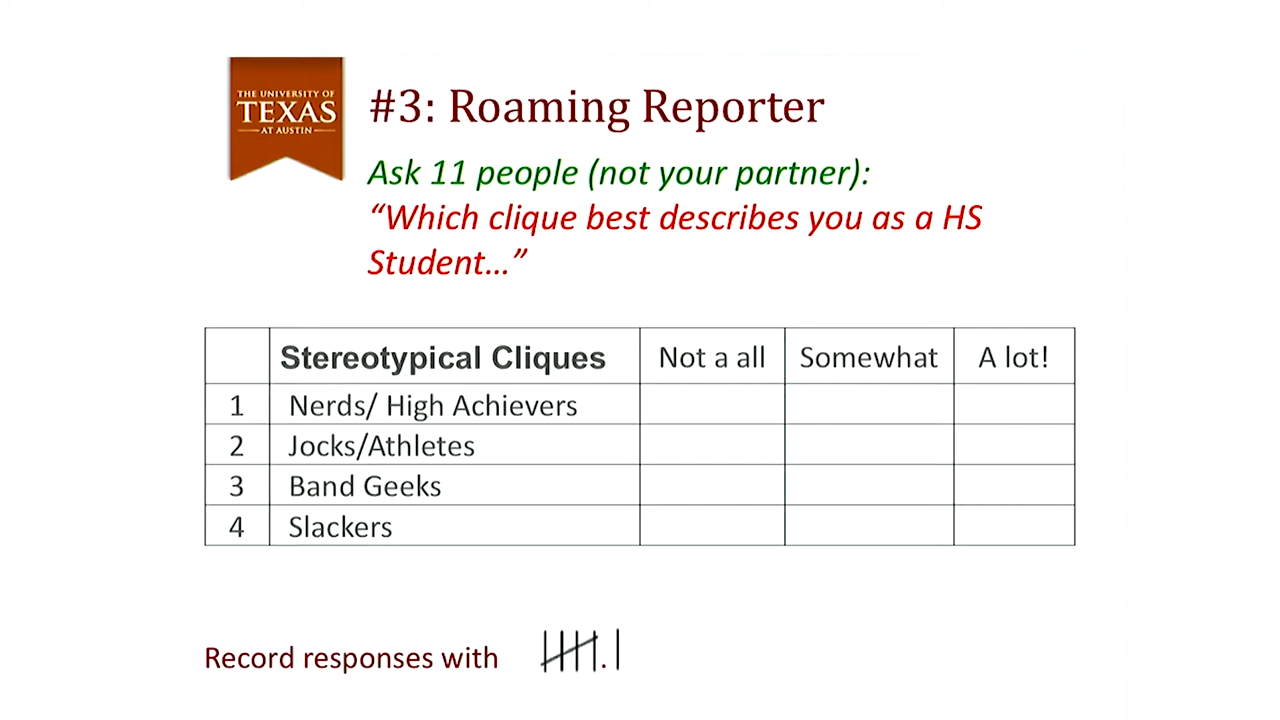 THE UNIVERSITY OF
TEXAS
AT AUSTIN
#3: Roaming Reporter
Ask 11 people (not your partner):
“Which clique best describes you as a HS
Student...”
Stereotypical Cliques Not a all Somewhat A lot!
1 Nerds/ High Achievers
2 Jocks/Athletes
3 Band Geeks
4 Slackers
Record responses with